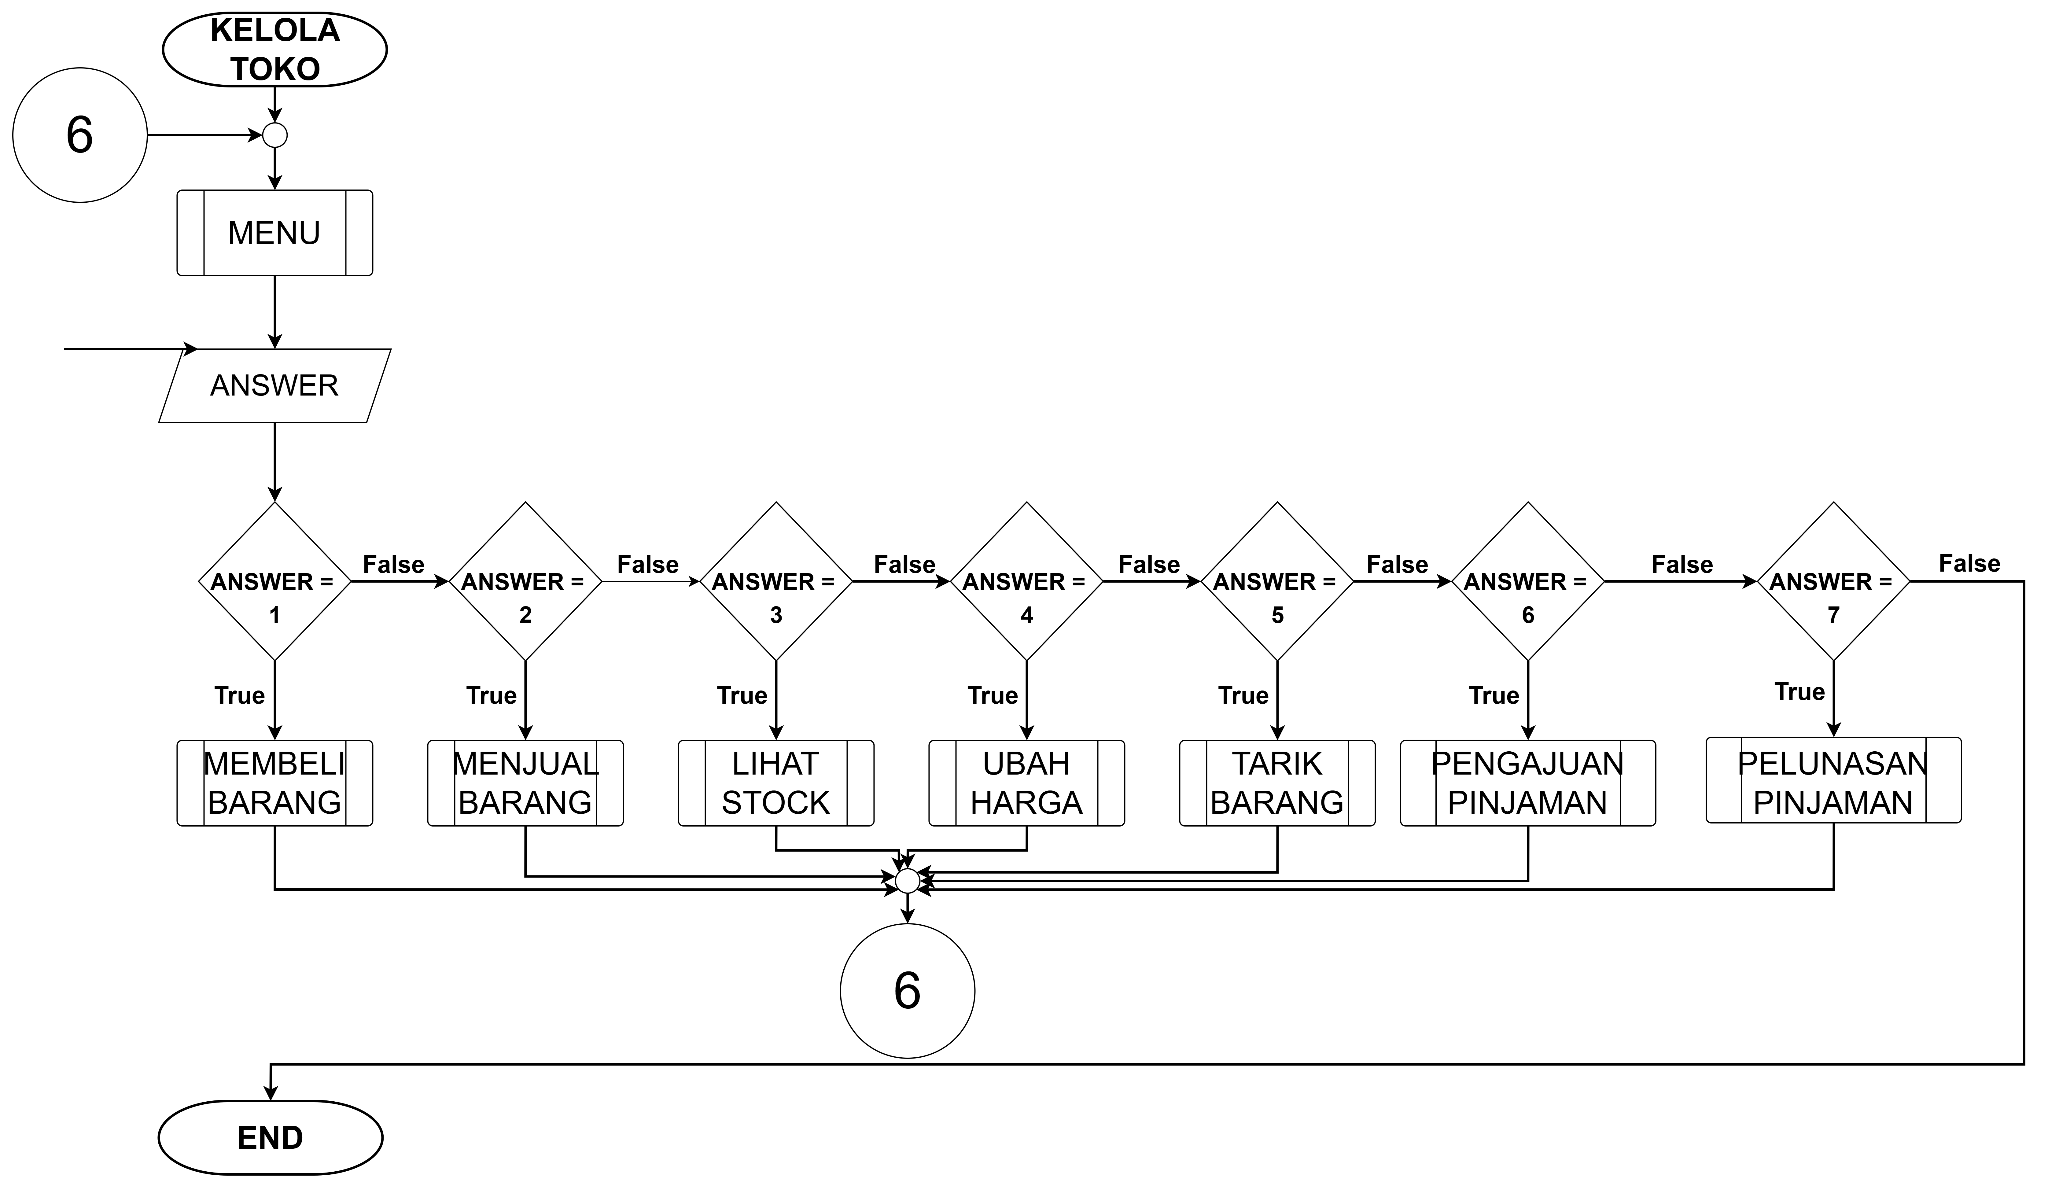 KELOLA
TOKO
6
MENU
ANSWER
ANSWER =
1
False
ANSWER =
2
False
ANSWER =
3
False
ANSWER =
4
False
ANSWER =
5
False
ANSWER =
6
False
ANSWER =
7
False
True
True
True
True
True
True
True
MEMBELI
BARANG
MENJUAL
BARANG
LIHAT
STOCK
UBAH
HARGA
TARIK
BARANG
PENGAJUAN
PINJAMAN
PELUNASAN
PINJAMAN
6
END